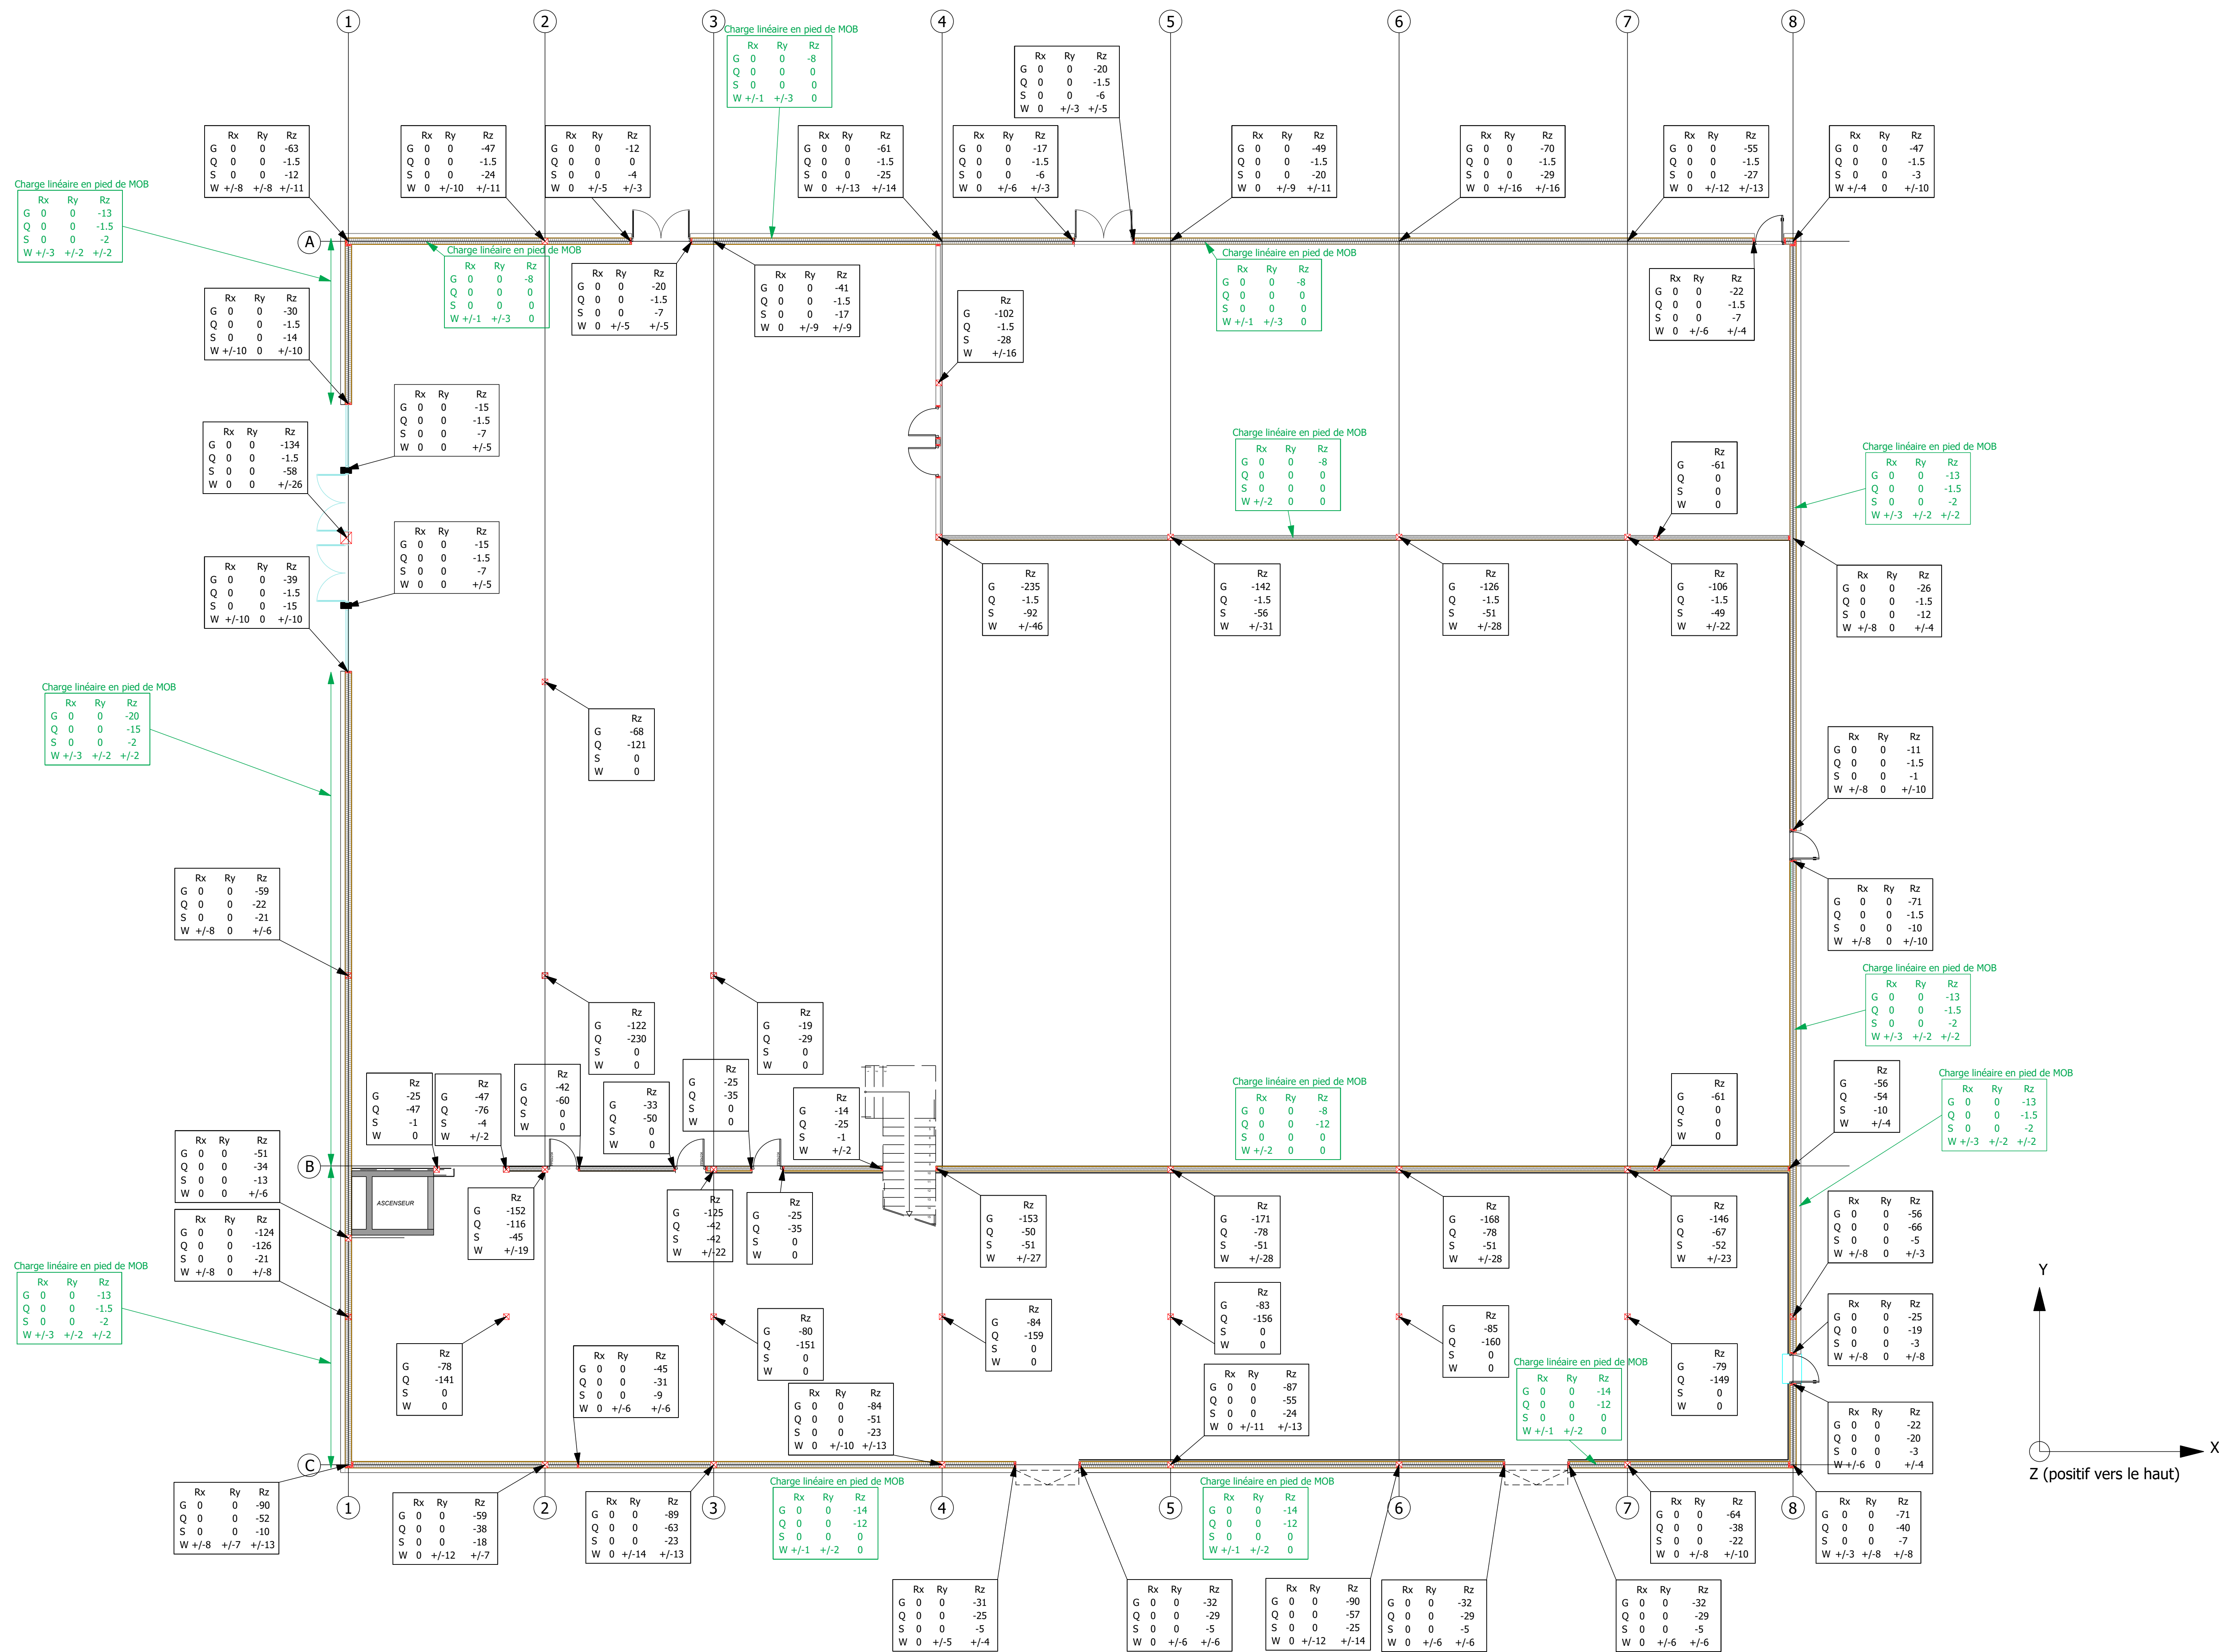 1 2 3 4 5 6 7 8
Charge linéaire en pied de MOB
Rx Ry Rz
G 0 0 -8
Q 0 0 0
S 0 0 0
W +/-1 +/-3 0
Rx Ry Rz
G 0 0 -20
Q 0 0 -1.5
S 0 0 -6
W 0 +/-3 +/-5
Rx Ry Rz
G 0 0 -63
Q 0 0 -1.5
S 0 0 -12
W +/-8 +/-8 +/-11
Rx Ry Rz
G 0 0 -47
Q 0 0 -1.5
S 0 0 -24
W 0 +/-10 +/-11
Rx Ry Rz
G 0 0 -12
Q 0 0 0
S 0 0 -4
W 0 +/-5 +/-3
Rx Ry Rz
G 0 0 -61
Q 0 0 -1.5
S 0 0 -25
W 0 +/-13 +/-14
Rx Ry Rz
G 0 0 -17
Q 0 0 -1.5
S 0 0 -6
W 0 +/-6 +/-3
Rx Ry Rz
G 0 0 -49
Q 0 0 -1.5
S 0 0 -20
W 0 +/-9 +/-11
Rx Ry Rz
G 0 0 -70
Q 0 0 -1.5
S 0 0 -29
W 0 +/-16 +/-16
Rx Ry Rz
G 0 0 -55
Q 0 0 -1.5
S 0 0 -27
W 0 +/-12 +/-13
Rx Ry Rz
G 0 0 -47
Q 0 0 -1.5
S 0 0 -3
W +/-4 0 +/-10
Charge linéaire en pied de MOB
Rx Ry Rz
G 0 0 -13
Q 0 0 -1.5
S 0 0 -2
W +/-3 +/-2 +/-2
A
Charge linéaire en pied de MOB
Rx Ry Rz
G 0 0 -8
Q 0 0 0
S 0 0 0
W +/-1 +/-3 0
Rx Ry Rz
G 0 0 -20
Q 0 0 -1.5
S 0 0 -7
W 0 +/-5 +/-5
Rx Ry Rz
G 0 0 -41
Q 0 0 -1.5
S 0 0 -17
W 0 +/-9 +/-9
Rz
G -102
Q -1.5
S -28
W +/-16
Charge linéaire en pied de MOB
Rx Ry Rz
G 0 0 -8
Q 0 0 0
S 0 0 0
W +/-1 +/-3 0
Rx Ry Rz
G 0 0 -22
Q 0 0 -1.5
S 0 0 -7
W 0 +/-6 +/-4
Rx Ry Rz
G 0 0 -30
Q 0 0 -1.5
S 0 0 -14
W +/-10 0 +/-10
Rx Ry Rz
G 0 0 -15
Q 0 0 -1.5
S 0 0 -7
W 0 0 +/-5
Rx Ry Rz
G 0 0 -134
Q 0 0 -1.5
S 0 0 -58
W 0 0 +/-26
Charge linéaire en pied de MOB
Rx Ry Rz
G 0 0 -8
Q 0 0 0
S 0 0 0
W +/-2 0 0
Rz
G -61
Q 0
S 0
W 0
Charge linéaire en pied de MOB
Rx Ry Rz
G 0 0 -13
Q 0 0 -1.5
S 0 0 -2
W +/-3 +/-2 +/-2
Rx Ry Rz
G 0 0 -15
Q 0 0 -1.5
S 0 0 -7
W 0 0 +/-5
Rx Ry Rz
G 0 0 -39
Q 0 0 -1.5
S 0 0 -15
W +/-10 0 +/-10
Rz
G -235
Q -1.5
S -92
W +/-46
Rz
G -142
Q -1.5
S -56
W +/-31
Rz
G -126
Q -1.5
S -51
W +/-28
Rz
G -106
Q -1.5
S -49
W +/-22
Rx Ry Rz
G 0 0 -26
Q 0 0 -1.5
S 0 0 -12
W +/-8 0 +/-4
Charge linéaire en pied de MOB
Rx Ry Rz
G 0 0 -20
Q 0 0 -15
S 0 0 -2
W +/-3 +/-2 +/-2
Rz
G -68
Q -121
S 0
W 0
Rx Ry Rz
G 0 0 -11
Q 0 0 -1.5
S 0 0 -1
W +/-8 0 +/-10
Rx Ry Rz
G 0 0 -59
Q 0 0 -22
S 0 0 -21
W +/-8 0 +/-6
Rx Ry Rz
G 0 0 -71
Q 0 0 -1.5
S 0 0 -10
W +/-8 0 +/-10
Charge linéaire en pied de MOB
Rx Ry Rz
G 0 0 -13
Q 0 0 -1.5
S 0 0 -2
W +/-3 +/-2 +/-2
Rz
G -122
Q -230
S 0
W 0
Rz
G -19
Q -29
S 0
W 0
Rz
G -25
Q -47
S -1
W 0
Rz
G -47
Q -76
S -4
W +/-2
Rz
G -42
Q -60
S 0
W 0
Rz
G -33
Q -50
S 0
W 0
Rz
G -25
Q -35
S 0
W 0
Rz
G -14
Q -25
S -1
W +/-2
Charge linéaire en pied de MOB
Rx Ry Rz
G 0 0 -8
Q 0 0 -12
S 0 0 0
W +/-2 0 0
Rz
G -61
Q 0
S 0
W 0
Rz
G -56
Q -54
S -10
W +/-4
Charge linéaire en pied de MOB
Rx Ry Rz
G 0 0 -13
Q 0 0 -1.5
S 0 0 -2
W +/-3 +/-2 +/-2
Rx Ry Rz
G 0 0 -51
Q 0 0 -34
S 0 0 -13
W 0 0 +/-6
B
ASCENSEUR
Rz
G -152
Q -116
S -45
W +/-19
Rz
G -125
Q -42
S -42
W +/-22
Rz
G -25
Q -35
S 0
W 0
Rz
G -153
Q -50
S -51
W +/-27
Rz
G -171
Q -78
S -51
W +/-28
Rz
G -168
Q -78
S -51
W +/-28
Rz
G -146
Q -67
S -52
W +/-23
Rx Ry Rz
G 0 0 -56
Q 0 0 -66
S 0 0 -5
W +/-8 0 +/-3
Rx Ry Rz
G 0 0 -124
Q 0 0 -126
S 0 0 -21
W +/-8 0 +/-8
Charge linéaire en pied de MOB
Rx Ry Rz
G 0 0 -13
Q 0 0 -1.5
S 0 0 -2
W +/-3 +/-2 +/-2
Rz
G -78
Q -141
S 0
W 0
Rz
G -80
Q -151
S 0
W 0
Rz
G -84
Q -159
S 0
W 0
Rz
G -83
Q -156
S 0
W 0
Rz
G -85
Q -160
S 0
W 0
Rz
G -79
Q -149
S 0
W 0
Rx Ry Rz
G 0 0 -25
Q 0 0 -19
S 0 0 -3
W +/-8 0 +/-8
Rx Ry Rz
G 0 0 -45
Q 0 0 -31
S 0 0 -9
W 0 +/-6 +/-6
Rx Ry Rz
G 0 0 -84
Q 0 0 -51
S 0 0 -23
W 0 +/-10 +/-13
Rx Ry Rz
G 0 0 -87
Q 0 0 -55
S 0 0 -24
W 0 +/-11 +/-13
Charge linéaire en pied de MOB
Rx Ry Rz
G 0 0 -14
Q 0 0 -12
S 0 0 0
W +/-1 +/-2 0
Rx Ry Rz
G 0 0 -22
Q 0 0 -20
S 0 0 -3
W +/-6 0 +/-4
Y
X
Z (positif vers le haut)
C
Rx Ry Rz
G 0 0 -90
Q 0 0 -52
S 0 0 -10
W +/-8 +/-7 +/-13
Rx Ry Rz
G 0 0 -59
Q 0 0 -38
S 0 0 -18
W 0 +/-12 +/-7
Rx Ry Rz
G 0 0 -89
Q 0 0 -63
S 0 0 -23
W 0 +/-14 +/-13
Charge linéaire en pied de MOB
Rx Ry Rz
G 0 0 -14
Q 0 0 -12
S 0 0 0
W +/-1 +/-2 0
Charge linéaire en pied de MOB
Rx Ry Rz
G 0 0 -14
Q 0 0 -12
S 0 0 0
W +/-1 +/-2 0
Rx Ry Rz
G 0 0 -64
Q 0 0 -38
S 0 0 -22
W 0 +/-8 +/-10
Rx Ry Rz
G 0 0 -71
Q 0 0 -40
S 0 0 -7
W +/-3 +/-8 +/-8
1 2 3 4 5 6 7 8
Rx Ry Rz
G 0 0 -31
Q 0 0 -25
S 0 0 -5
W 0 +/-5 +/-4
Rx Ry Rz
G 0 0 -32
Q 0 0 -29
S 0 0 -5
W 0 +/-6 +/-6
Rx Ry Rz
G 0 0 -90
Q 0 0 -57
S 0 0 -25
W 0 +/-12 +/-14
Rx Ry Rz
G 0 0 -32
Q 0 0 -29
S 0 0 -5
W 0 +/-6 +/-6
Rx Ry Rz
G 0 0 -32
Q 0 0 -29
S 0 0 -5
W 0 +/-6 +/-6